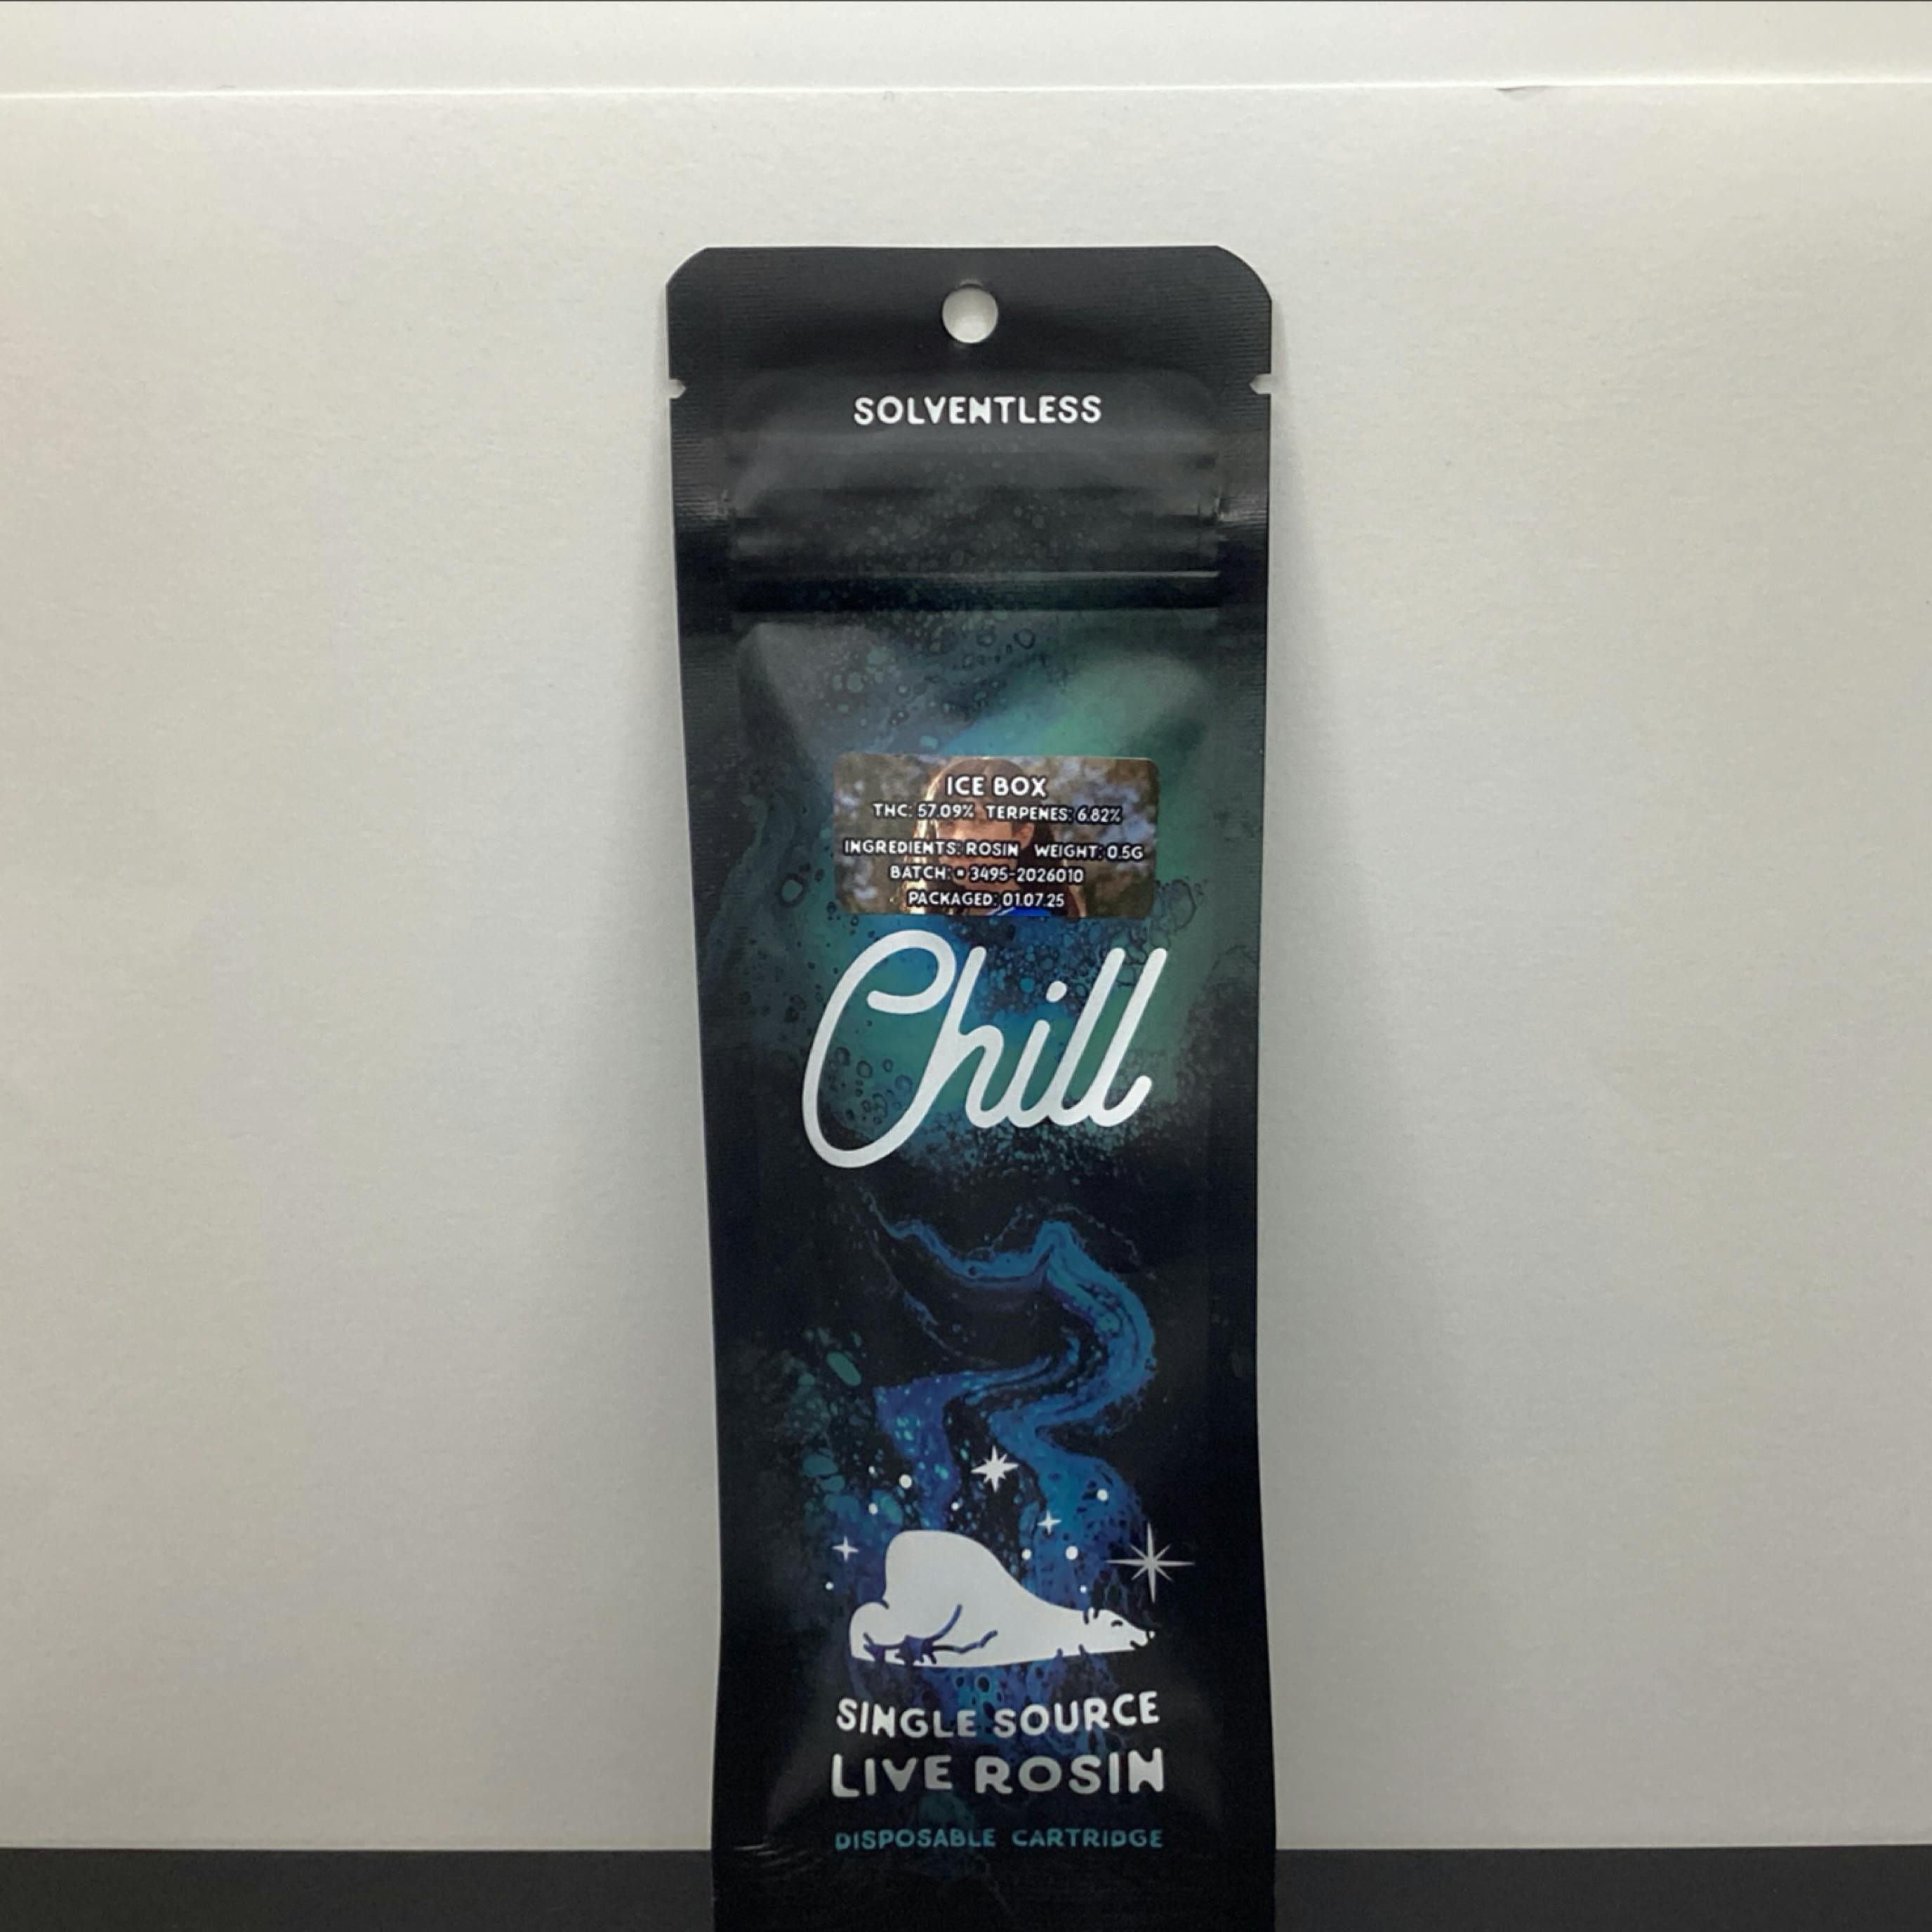 SOLVENTLESS
ICE BOX
THC: 57.09% TERPENES: 6.82%
INGREDIENTS: ROSIN WEIGHT: 0.5G
BATCH: # 3495-2026010
PACKAGED: 01.07.25
Chill
SINGLE SOURCE
LIVE ROSIN
DISPOSABLE CARTRIDGE